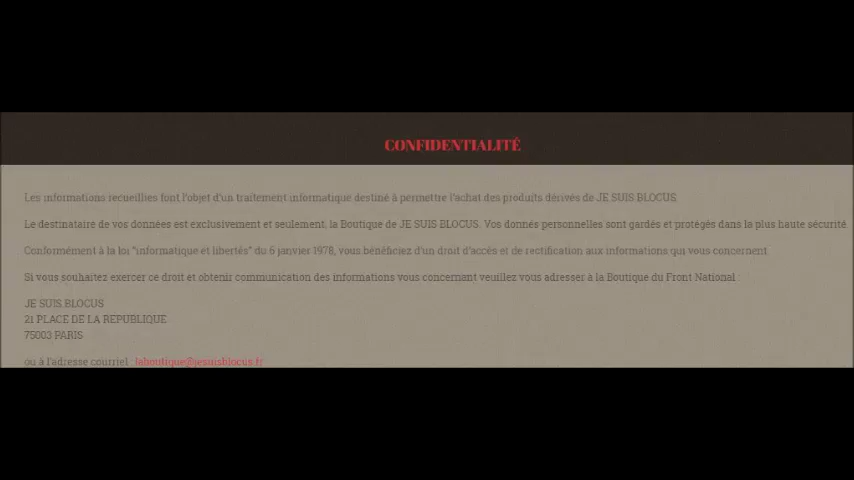 CONFIDENTIALITÉ
Les informations recueillies font l'objet d'un traitement informatique destiné à permettre l'achat des produits dérivés de JE SUIS BLOCUS.
Le destinataire de vos données est exclusivement et seulement, la Boutique de JE SUIS BLOCUS. Vos donnés personnelles sont gardés et protégés dans la plus haute sécurité.
Conformément à la loi "informatique et libertés" du 6 janvier 1978, vous bénéficiez d'un droit d'accès et de rectification aux informations qui vous concernent.
Si vous souhaitez exercer ce droit et obtenir communication des informations vous concernant veuillez vous adresser à la Boutique du Front National :
JE SUIS BLOCUS
21 PLACE DE LA REPUBLIQUE
75003 PARIS
ou à l'adresse courriel : laboutique@jesuisblocus.fr